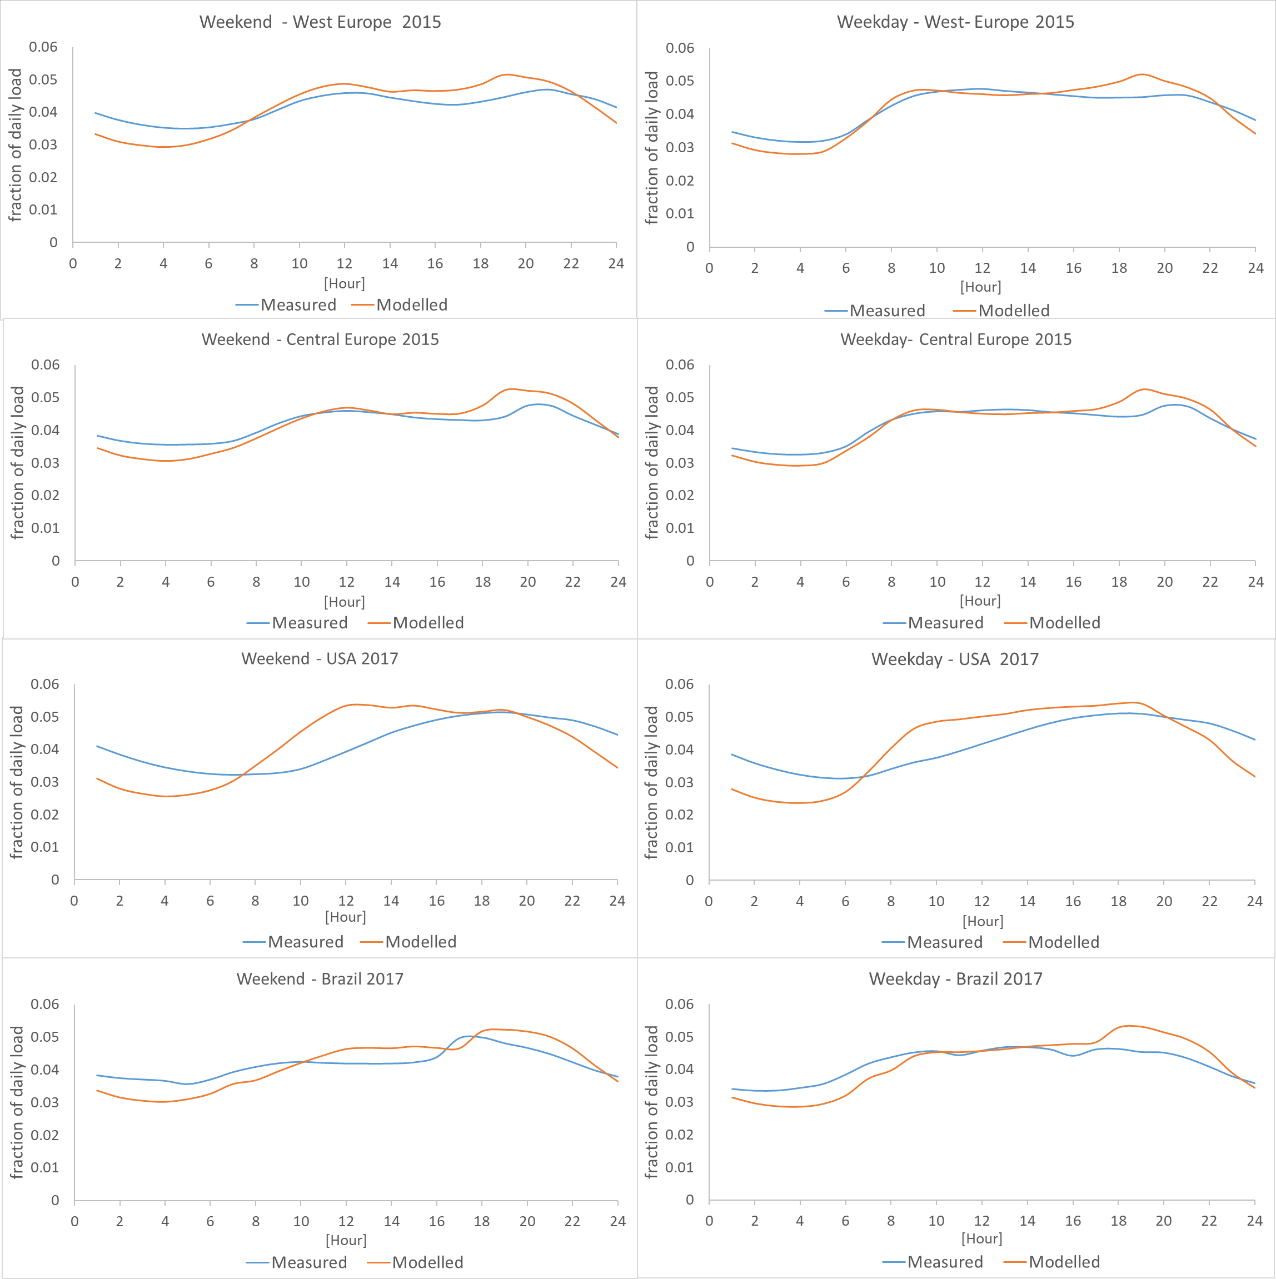 Weekend  - West Europe  2015
fraction of daily load
0.06
0.05
0.04
0.03
0.02
0.01
0
0 2 4 6 8 10 12 14 16 18 20 22 24
[Hour]
Measured Modelled
Weekday - West- Europe 2015
fraction of daily load
0.06
0.05
0.04
0.03
0.02
0.01
0
0 2 4 6 8 10 12 14 16 18 20 22 24
[Hour]
Measured Modelled
Weekend - Central Europe 2015
fraction of daily load
0.06
0.05
0.04
0.03
0.02
0.01
0
0 2 4 6 8 10 12 14 16 18 20 22 24
[Hour]
Measured Modelled
Weekday- Central Europe 2015
fraction of daily load
0.06
0.05
0.04
0.03
0.02
0.01
0
0 2 4 6 8 10 12 14 16 18 20 22 24
[Hour]
Measured Modelled
Weekend - USA 2017
fraction of daily load
0.06
0.05
0.04
0.03
0.02
0.01
0
0 2 4 6 8 10 12 14 16 18 20 22 24
[Hour]
Measured Modelled
Weekday - USA  2017
fraction of daily load
0.06
0.05
0.04
0.03
0.02
0.01
0
0 2 4 6 8 10 12 14 16 18 20 22 24
[Hour]
Measured Modelled
Weekend - Brazil 2017
fraction of daily load
0.06
0.05
0.04
0.03
0.02
0.01
0
0 2 4 6 8 10 12 14 16 18 20 22 24
[Hour]
Measured Modelled
Weekday - Brazil 2017
fraction of daily load
0.06
0.05
0.04
0.03
0.02
0.01
0
0 2 4 6 8 10 12 14 16 18 20 22 24
[Hour]
Measured Modelled